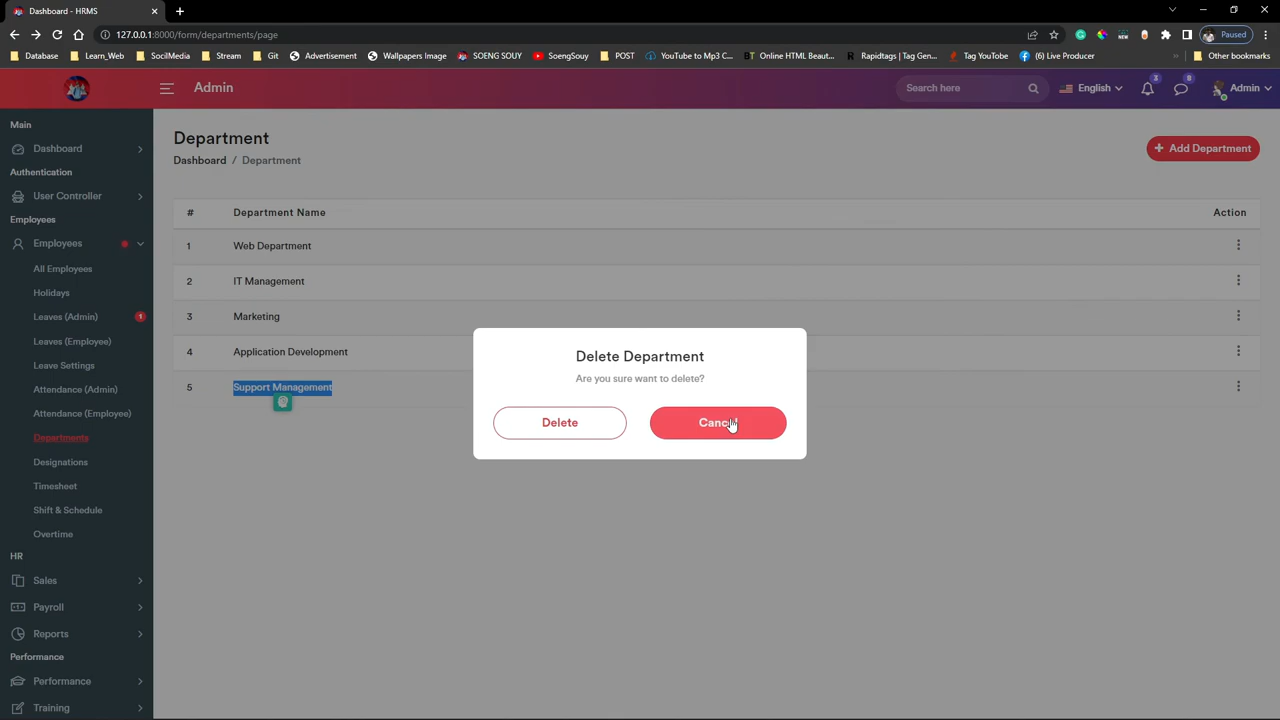 Dashboard - HRMS
127.0.0.1:8000/form/departments/page
Paused
Database
Learn_Web
SocilMedia
Stream
Git
Advertisement
Wallpapers Image
SOENG SOUY
SoengSouy
POST
YouTube to Mp3 C...
BT Online HTML Beaut...
Rapidtags | Tag Gen...
Tag YouTube
(6) Live Producer
Other bookmarks
Admin
Search here
English
3
0
Admin
Main
Dashboard
Authentication
User Controller
Employees
Employees
All Employees
Holidays
Leaves (Admin) 1
Leaves (Employee)
Leave Settings
Attendance (Admin)
Attendance (Employee)
Departments
Designations
Timesheet
Shift & Schedule
Overtime
HR
Sales
Payroll
Reports
Performance
Performance
Training
Department
Dashboard / Department
+ Add Department
# Department Name Action
1 Web Department
2 IT Management
3 Marketing
4 Application Development
5 Support Management
Delete Department
Are you sure want to delete?
Delete
Cancel